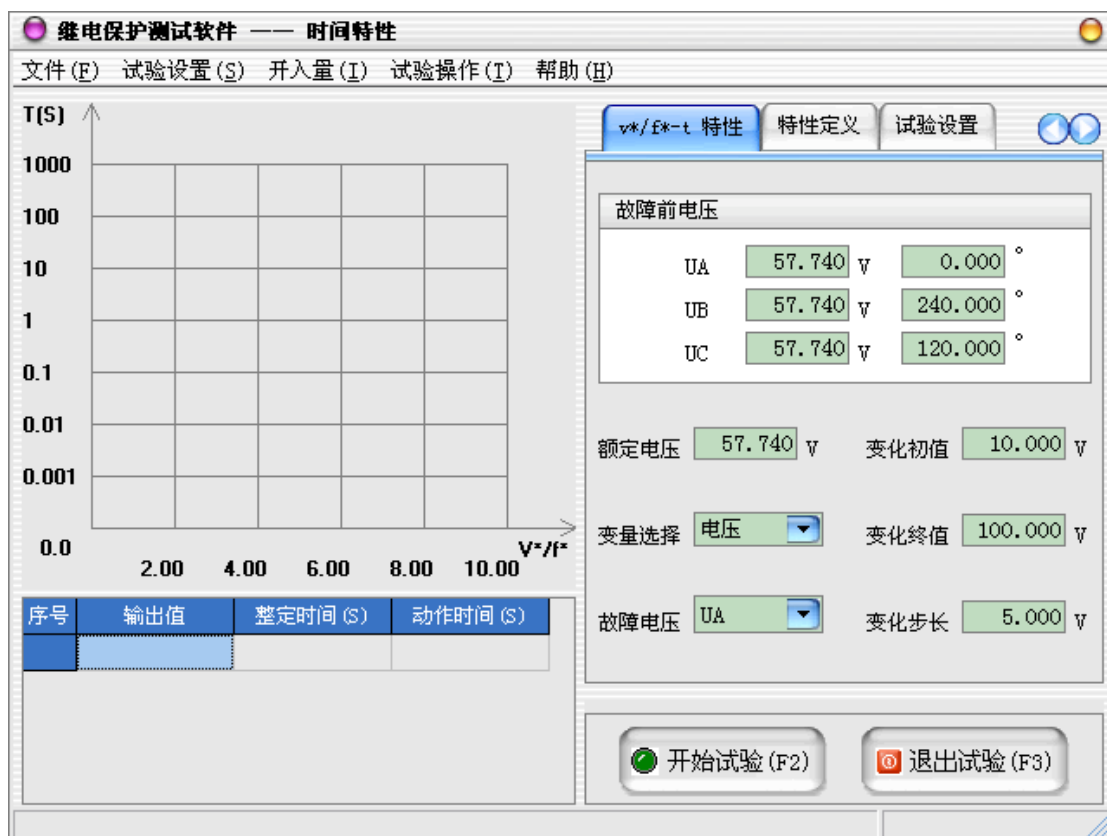 继电保护测试软件 —— 时间特性
文件(F) 试验设置(S) 开入量(I) 试验操作(T) 帮助(H)
T(S)
1000
100
10
1
0.1
0.01
0.001
0.0
V*/f*
2.00 4.00 6.00 8.00 10.00
序号 输出值 整定时间(S) 动作时间(S)
v*/f*-t 特性 特性定义 试验设置
故障前电压
UA 57.740 V 0.000 °
UB 57.740 V 240.000 °
UC 57.740 V 120.000 °
额定电压 57.740 V 变化初值 10.000 V
变量选择 电压 变化终值 100.000 V
故障电压 UA 变化步长 5.000 V
开始试验(F2) 退出试验(F3)